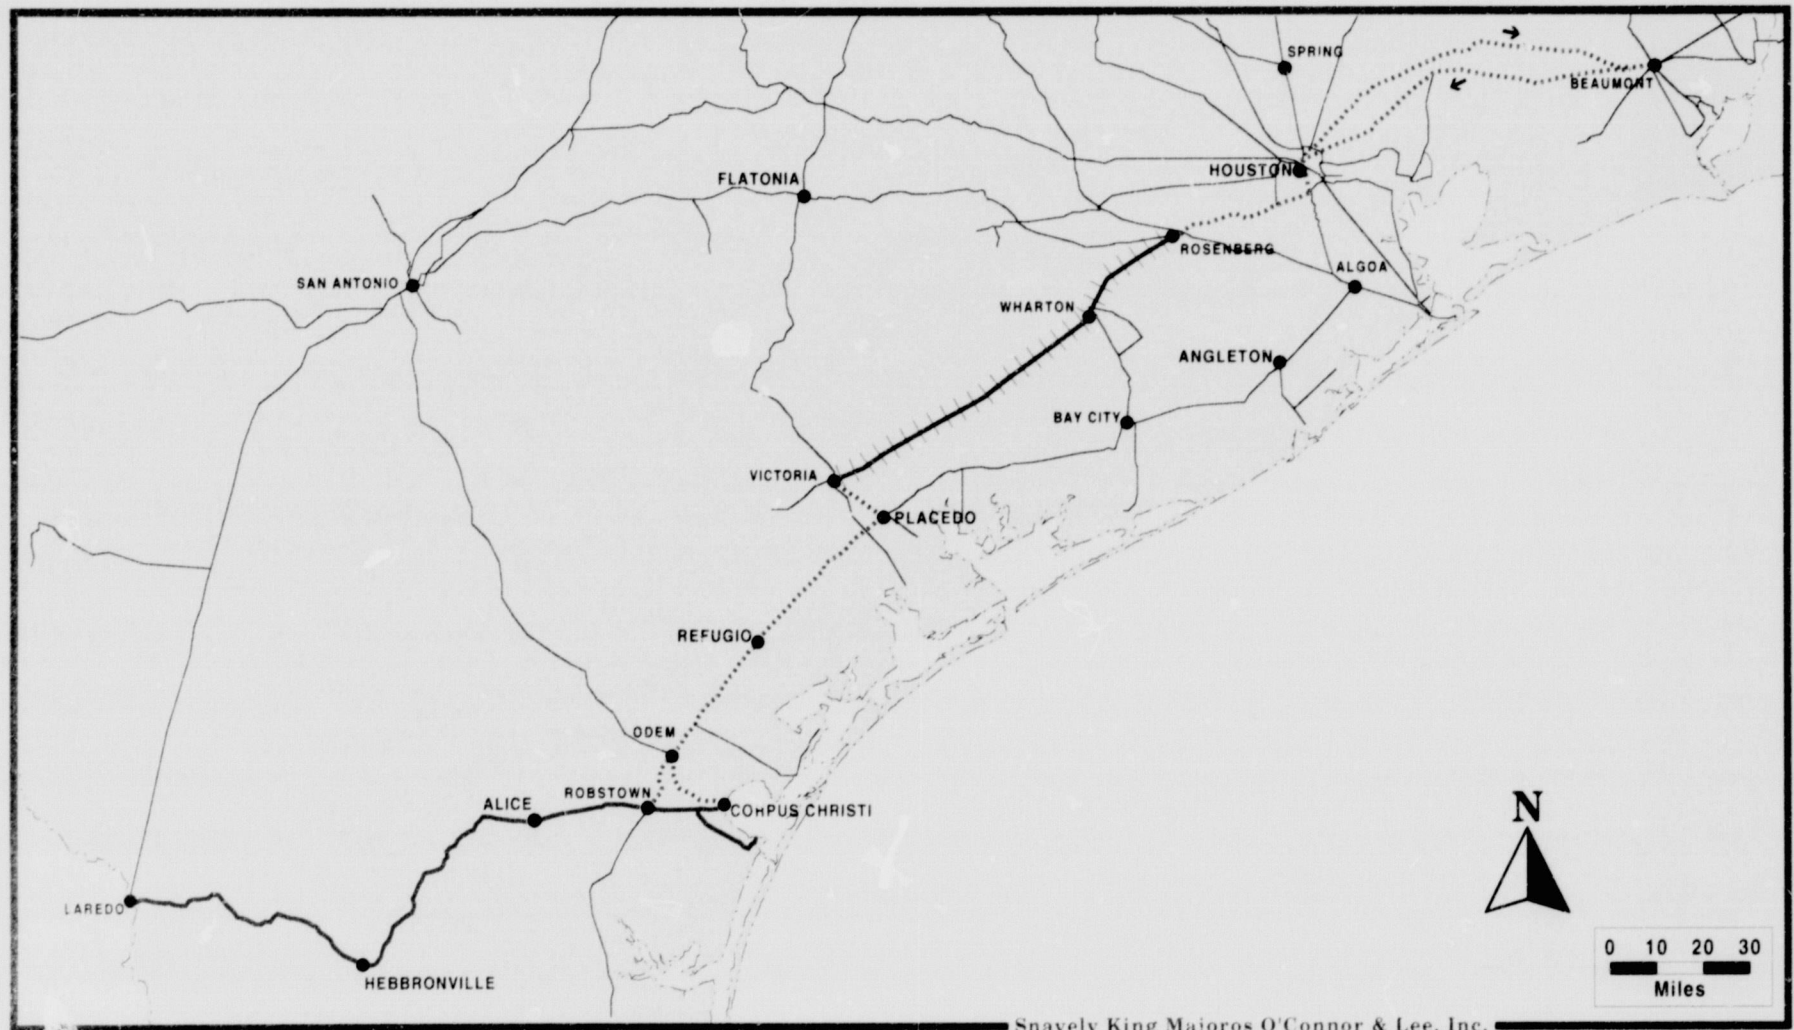 SPRING
BEAUMONT
HOUSTON
FLATONIA
ROSENBERG
ALGOA
SAN ANTONIO
WHARTON
ANGLETON
BAY CITY
VICTORIA
PLACEDO
REFUGIO
ODEM
ROBSTOWN
ALICE
CORPUS CHRISTI
N
LAREDO
HEBBRONVILLE
0 10 20 30
Miles
Snavely King Majoros O'Connor & Lee, Inc.